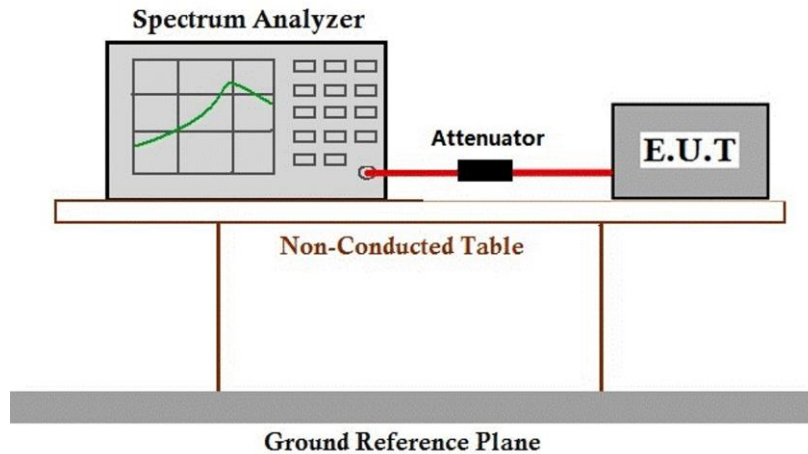 Spectrum Analyzer
Attenuator
E.U.T
Non-Conducted Table
Ground Reference Plane